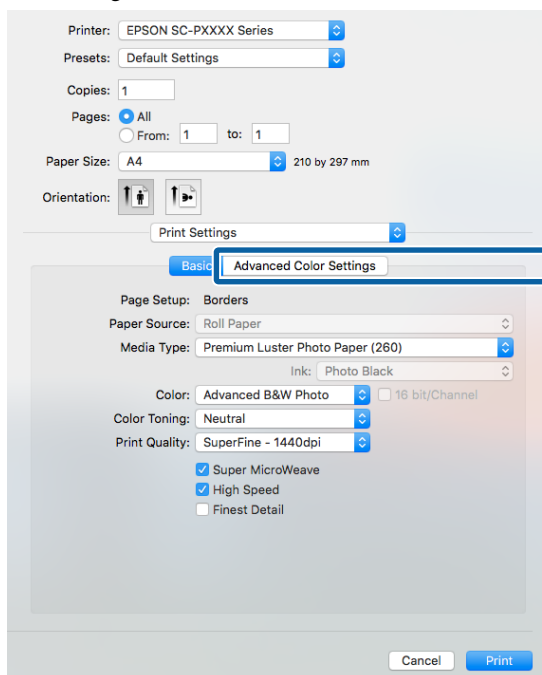 Printer: EPSON SC-PXXXX Series
Presets: Default Settings
Copies: 1
Pages: All
From: 1 to: 1
Paper Size: A4 210 by 297 mm
Orientation:
Print Settings
Basic Advanced Color Settings
Page Setup: Borders
Paper Source: Roll Paper
Media Type: Premium Luster Photo Paper (260)
Ink: Photo Black
Color: Advanced B&W Photo 16 bit/Channel
Color Toning: Neutral
Print Quality: SuperFine - 1440dpi
Super MicroWeave
High Speed
Finest Detail
Cancel Print